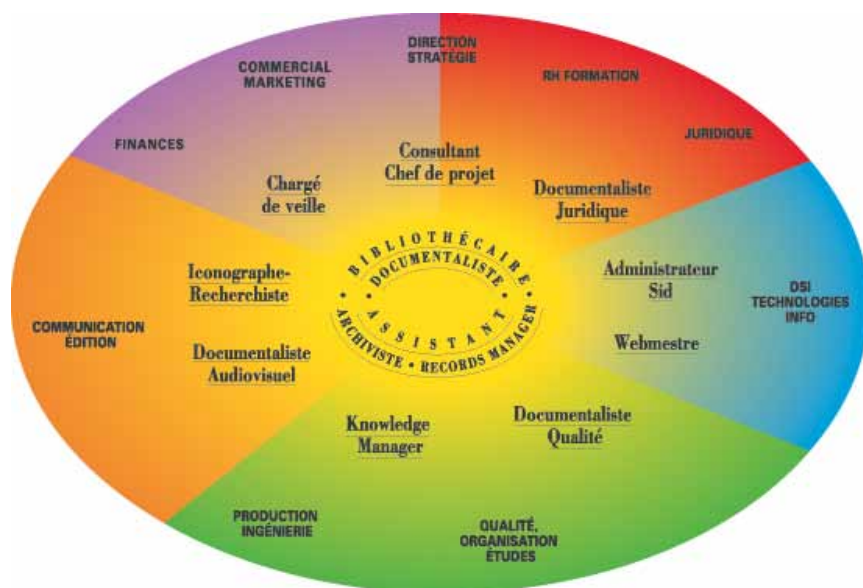 DIRECTION
STRATÉGIE
COMMERCIAL
MARKETING
RH FORMATION
FINANCES
JURIDIQUE
Consultant
Chef de projet
Chargé
de veille
Documentaliste
Juridique
BIBLIOTHÉCAIRE
DOCUMENTALISTE
• ASSISTANT •
• ARCHIVISTE • RECORDS MANAGER •
Iconographe-
Recherchiste
Administrateur
Sid
DSI
TECHNOLOGIES
INFO
COMMUNICATION
ÉDITION
Documentaliste
Audiovisuel
Webmestre
Knowledge
Manager
Documentaliste
Qualité
PRODUCTION
INGÉNIERIE
QUALITÉ,
ORGANISATION
ÉTUDES